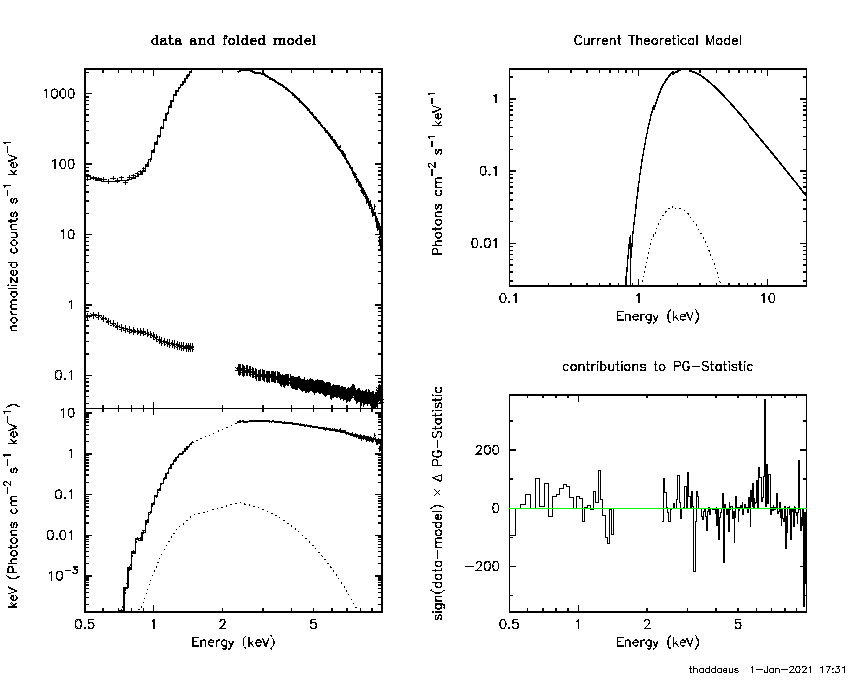 data and folded model
normalized counts s−1 keV−1
1000
100
10
1
0.1
keV (Photons cm−2 s−1 keV−1)
10
1
0.1
0.01
10−3
0.5
1
2
5
Energy (keV)
Current Theoretical Model
Photons cm−2 s−1 keV−1
1
0.1
0.01
0.1
1
10
Energy (keV)
contributions to PG−Statistic
sign(data−model) × Δ PG−Statistic
200
0
−200
0.5
1
2
5
Energy (keV)
thaddaeus 1−Jan−2021 17:31